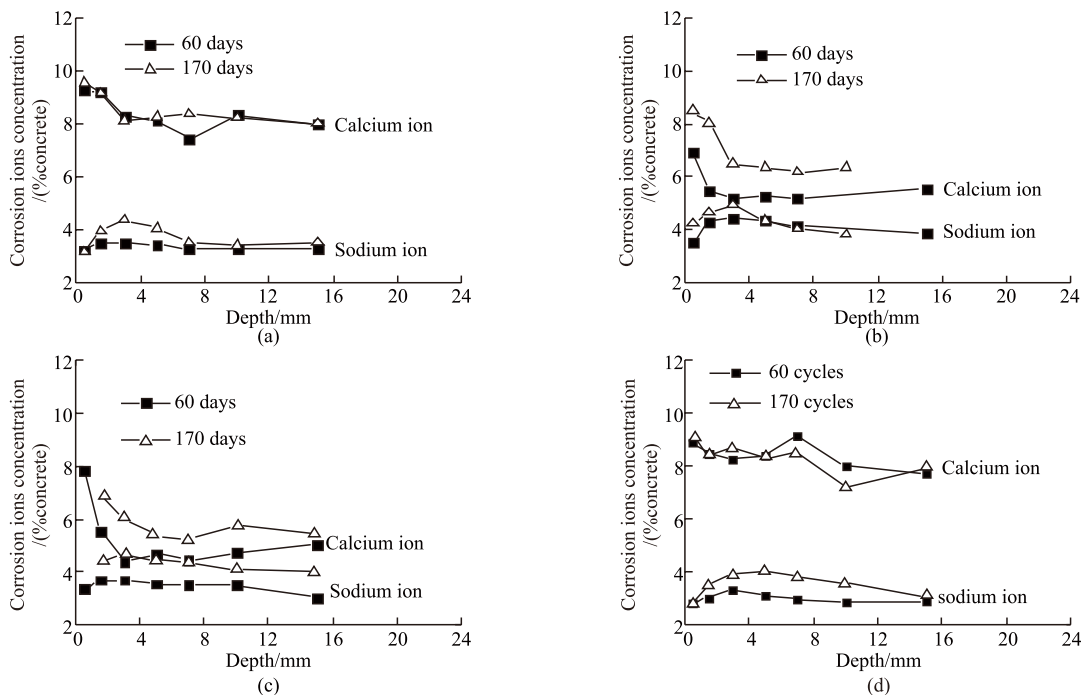 12
10
8
6
4
2
Corrosion ions concentration
/(%concrete)
60 days
170 days
Calcium ion
Sodium ion
0 4 8 12 16 20 24
Depth/mm
(a)
12
10
8
6
4
2
Corrosion ions concentration
/(%concrete)
60 days
170 days
Calcium ion
Sodium ion
0 4 8 12 16 20 24
Depth/mm
(b)
12
10
8
6
4
2
Corrosion ions concentration
/(%concrete)
60 days
170 days
Calcium ion
Sodium ion
0 4 8 12 16 20 24
Depth/mm
(c)
12
10
8
6
4
2
Corrosion ions concentration
/(%concrete)
60 cycles
170 cycles
Calcium ion
sodium ion
0 4 8 12 16 20 24
Depth/mm
(d)